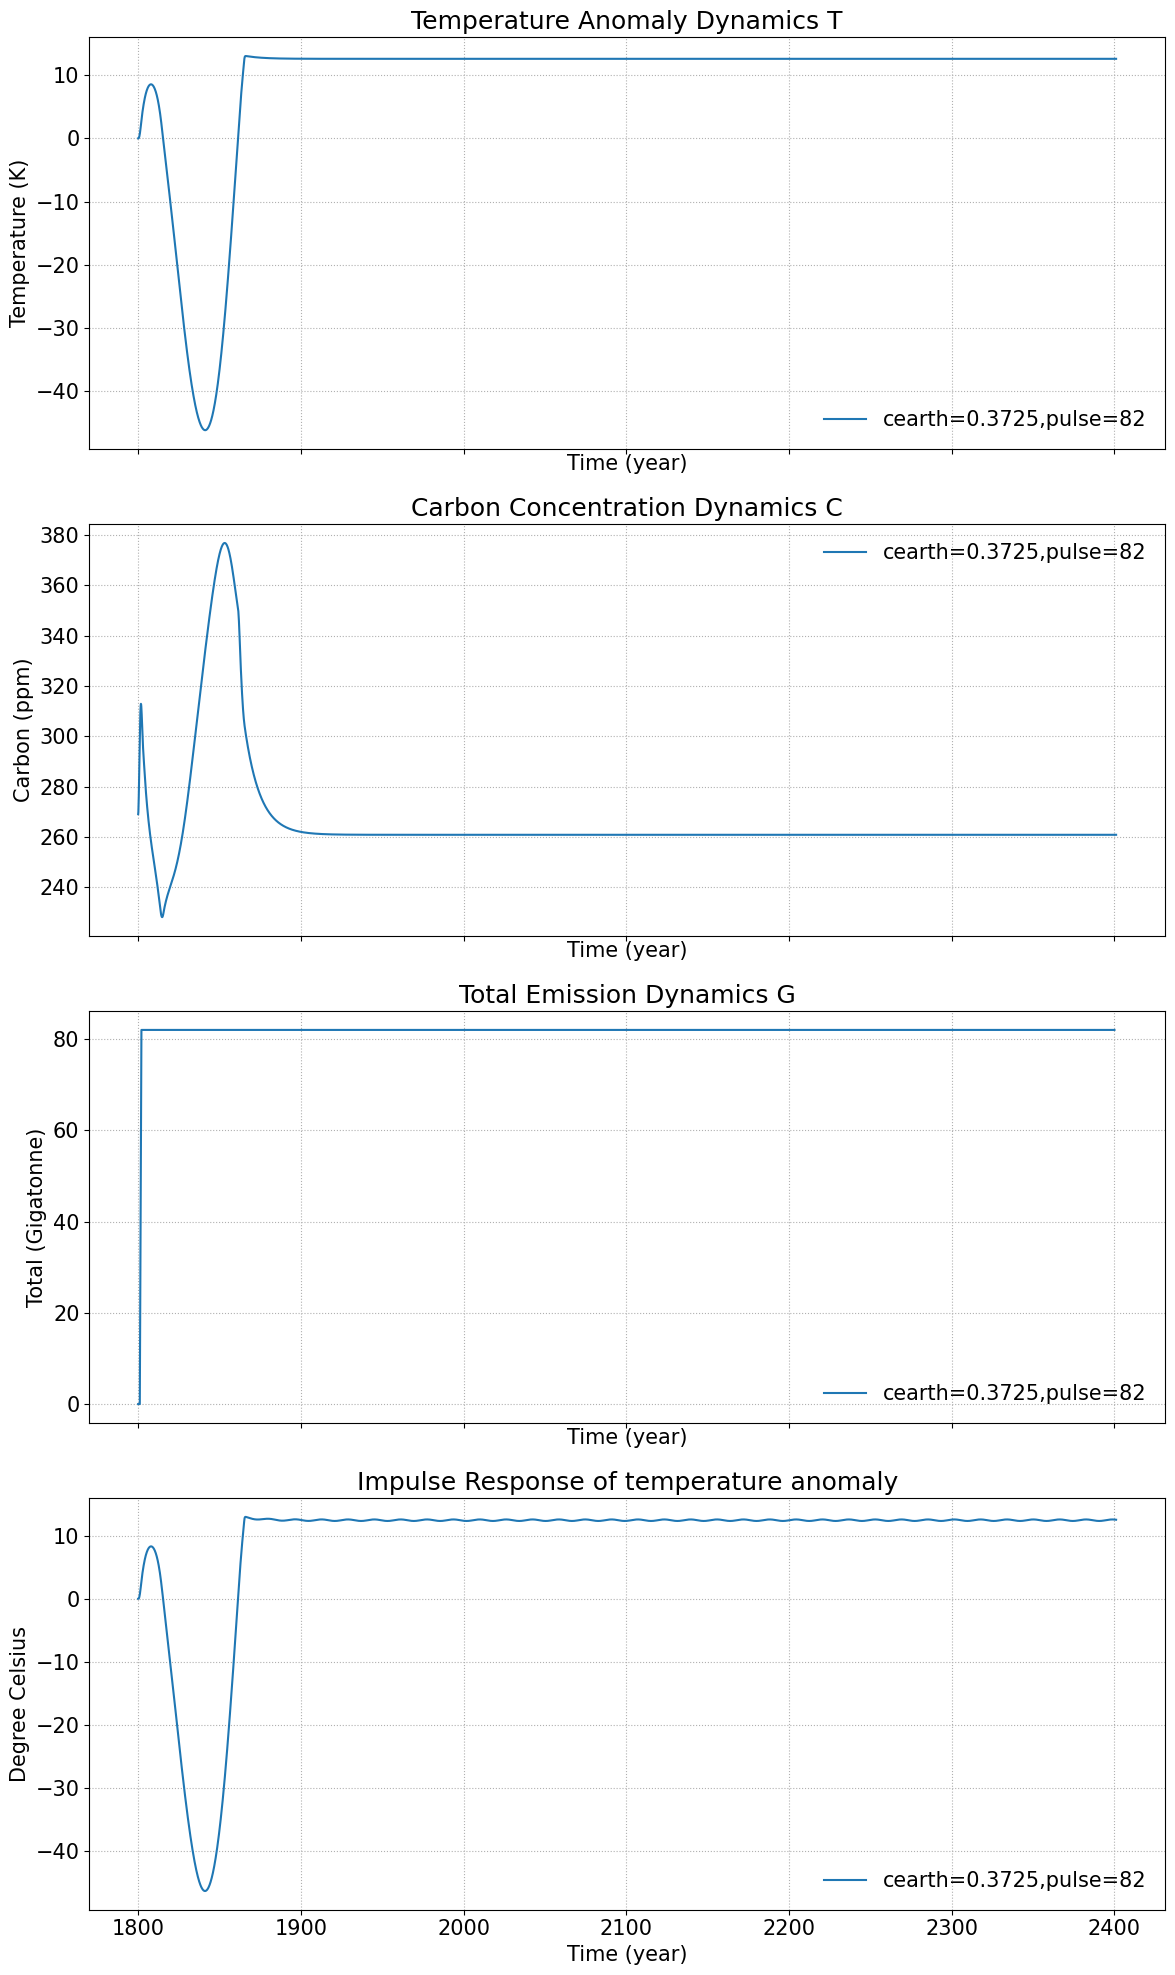 Temperature Anomaly Dynamics T
10
0
−10
−20
−30
−40
Temperature (K)
cearth=0.3725,pulse=82
Time (year)
Carbon Concentration Dynamics C
380
360
340
320
300
280
260
240
Carbon (ppm)
cearth=0.3725,pulse=82
Time (year)
Total Emission Dynamics G
80
60
40
20
0
Total (Gigatonne)
cearth=0.3725,pulse=82
Time (year)
Impulse Response of temperature anomaly
10
0
−10
−20
−30
−40
Degree Celsius
cearth=0.3725,pulse=82
1800 1900 2000 2100 2200 2300 2400
Time (year)